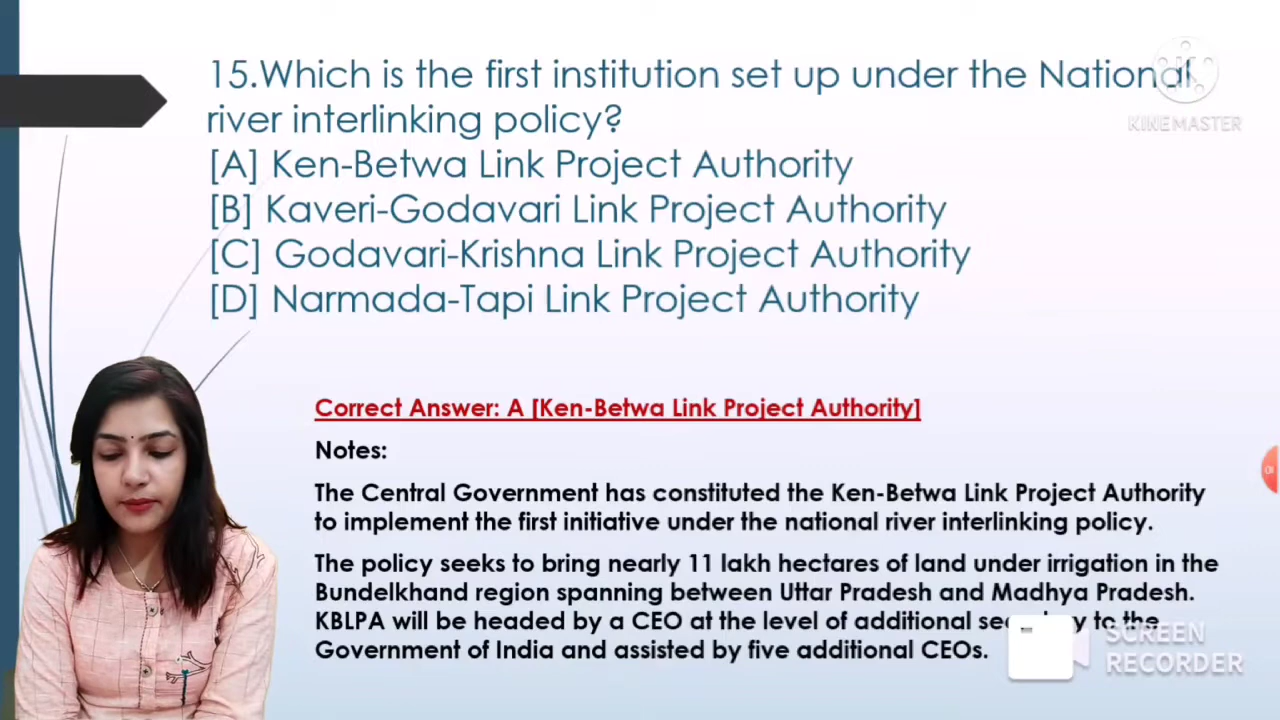 15.Which is the first institution set up under the National
river interlinking policy?
[A] Ken-Betwa Link Project Authority
[B] Kaveri-Godavari Link Project Authority
[C] Godavari-Krishna Link Project Authority
[D] Narmada-Tapi Link Project Authority
KINEMASTER
Correct Answer: A [Ken-Betwa Link Project Authority]
Notes:
The Central Government has constituted the Ken-Betwa Link Project Authority
to implement the first initiative under the national river interlinking policy.
The policy seeks to bring nearly 11 lakh hectares of land under irrigation in the
Bundelkhand region spanning between Uttar Pradesh and Madhya Pradesh.
KBLPA will be headed by a CEO at the level of additional secretary to the
Government of India and assisted by five additional CEOs.
SCREEN
RECORDER